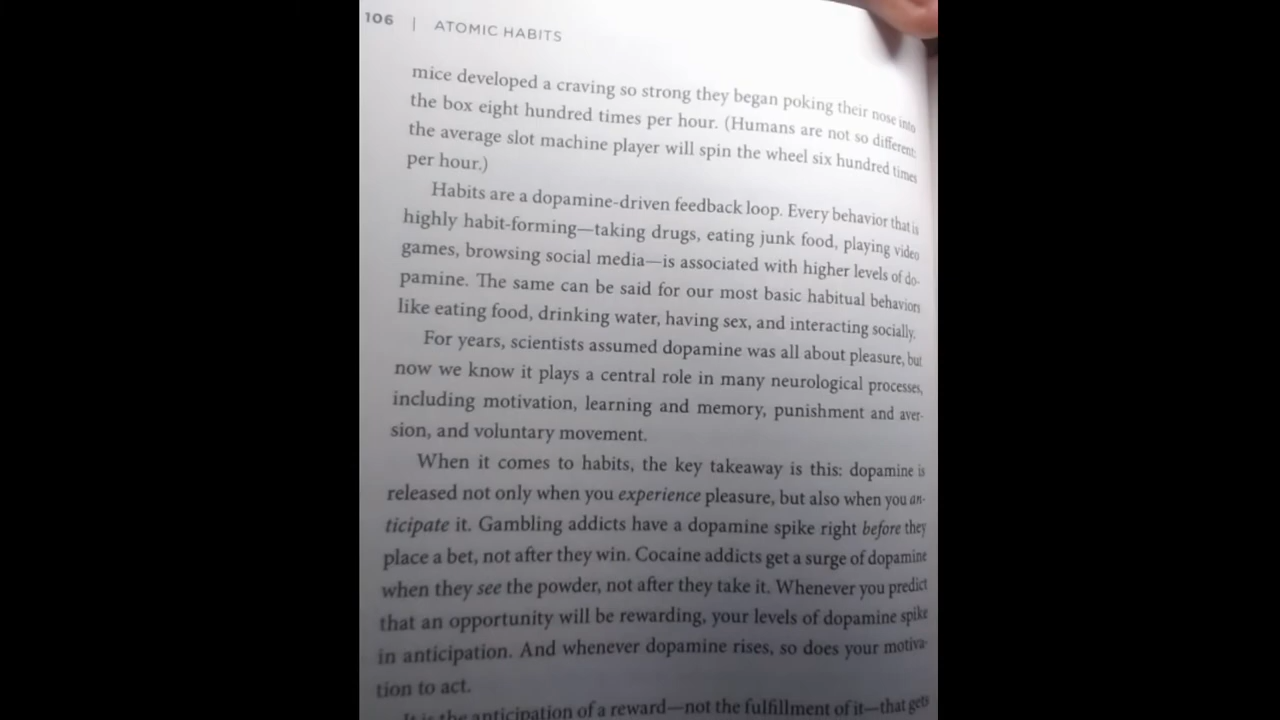 106 | ATOMIC HABITS
mice developed a craving so strong they began poking their nose into
the box eight hundred times per hour. (Humans are not so different:
the average slot machine player will spin the wheel six hundred times
per hour.)
Habits are a dopamine-driven feedback loop. Every behavior that is
highly habit-forming—taking drugs, eating junk food, playing video
games, browsing social media—is associated with higher levels of do-
pamine. The same can be said for our most basic habitual behaviors
like eating food, drinking water, having sex, and interacting socially.
For years, scientists assumed dopamine was all about pleasure, but
now we know it plays a central role in many neurological processes,
including motivation, learning and memory, punishment and aver-
sion, and voluntary movement.
When it comes to habits, the key takeaway is this: dopamine is
released not only when you experience pleasure, but also when you an-
ticipate it. Gambling addicts have a dopamine spike right before they
place a bet, not after they win. Cocaine addicts get a surge of dopamine
when they see the powder, not after they take it. Whenever you predict
that an opportunity will be rewarding, your levels of dopamine spike
in anticipation. And whenever dopamine rises, so does your motiva-
tion to act.
It is the anticipation of a reward—not the fulfillment of it—that gets